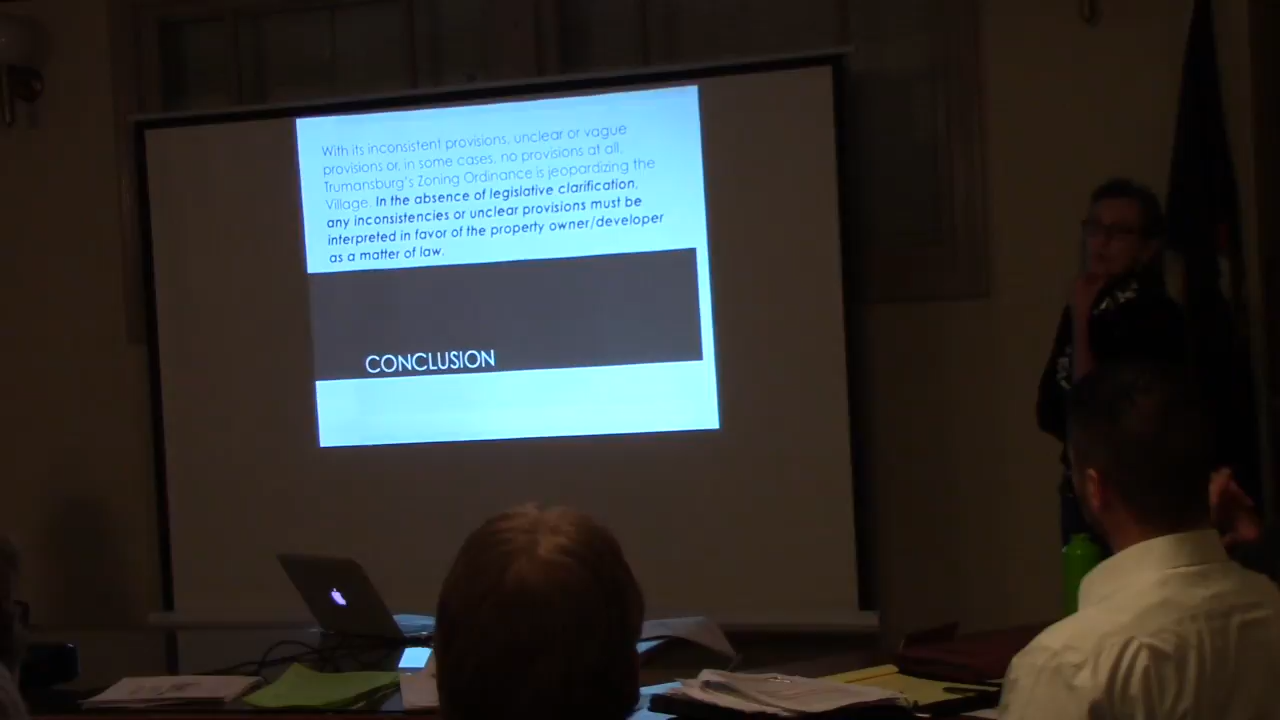 With its inconsistent provisions, unclear or vague
provisions or, in some cases, no provisions at all,
Trumansburg's Zoning Ordinance is jeopardizing the
Village. In the absence of legislative clarification,
any inconsistencies or unclear provisions must be
interpreted in favor of the property owner/developer
as a matter of law.
CONCLUSION